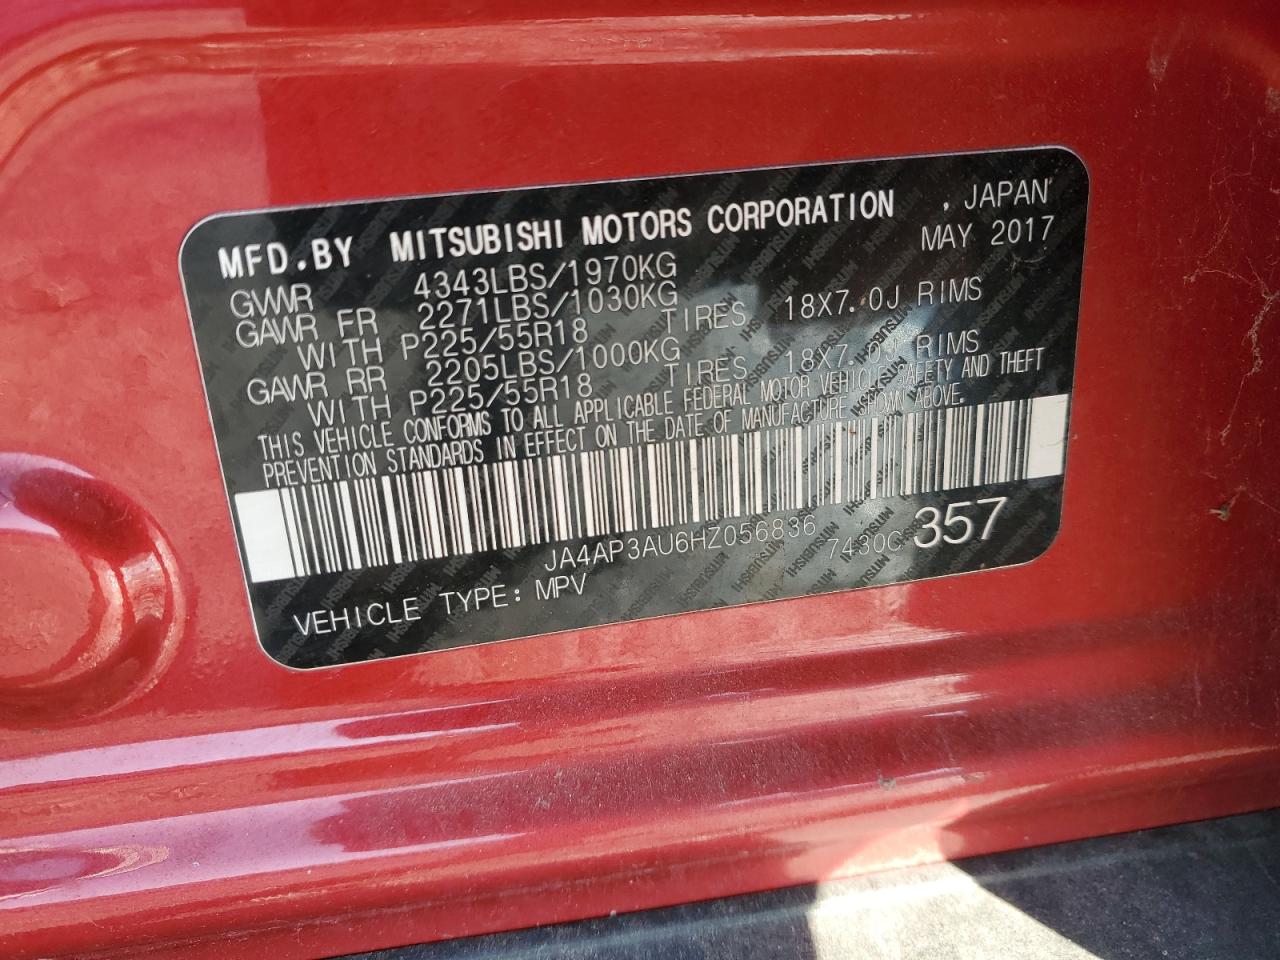 MFD.BY MITSUBISHI MOTORS CORPORATION , JAPAN
MAY 2017
GVWR 4343LBS/1970KG
GAWR FR 2271LBS/1030KG
WITH P225/55R18 TIRES 18X7.0J RIMS
GAWR RR 2205LBS/1000KG
WITH P225/55R18 TIRES 18X7.0J RIMS
THIS VEHICLE CONFORMS TO ALL APPLICABLE FEDERAL MOTOR VEHICLE SAFETY AND THEFT
PREVENTION STANDARDS IN EFFECT ON THE DATE OF MANUFACTURE SHOWN ABOVE.
JA4AP3AU6HZ056836
7430C 357
VEHICLE TYPE: MPV